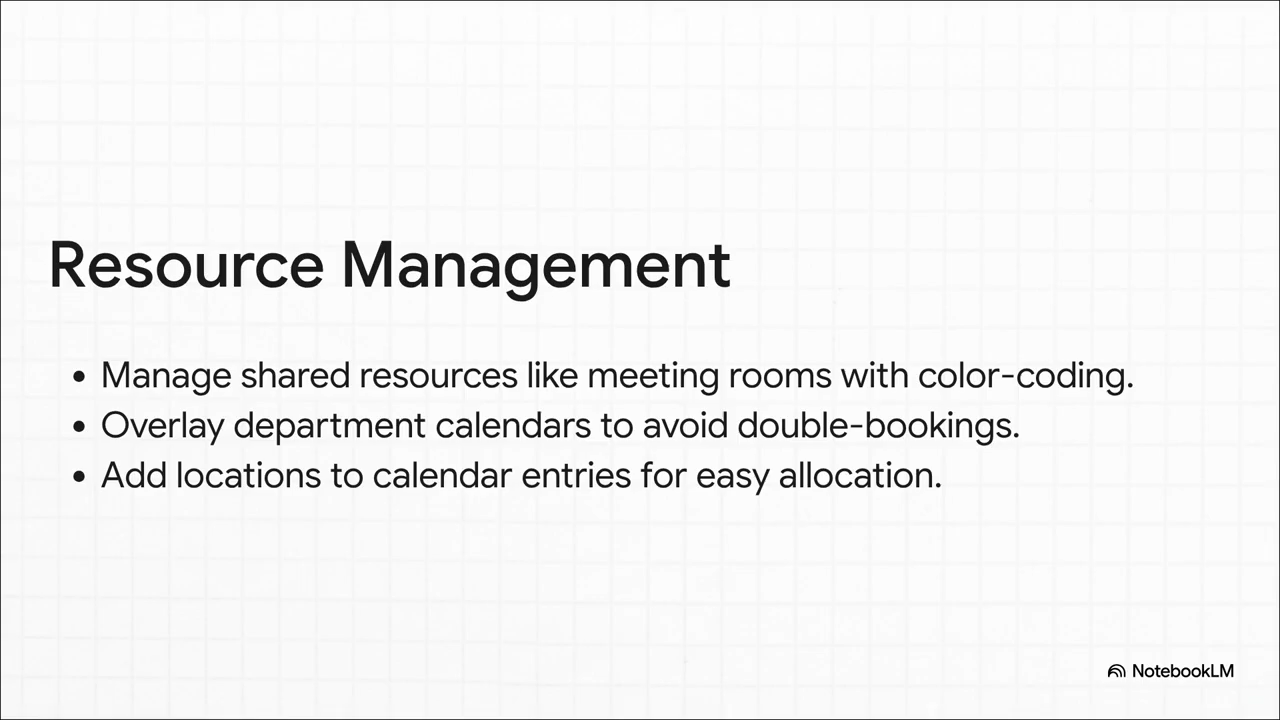 Resource Management
• Manage shared resources like meeting rooms with color-coding.
• Overlay department calendars to avoid double-bookings.
• Add locations to calendar entries for easy allocation.
NotebookLM